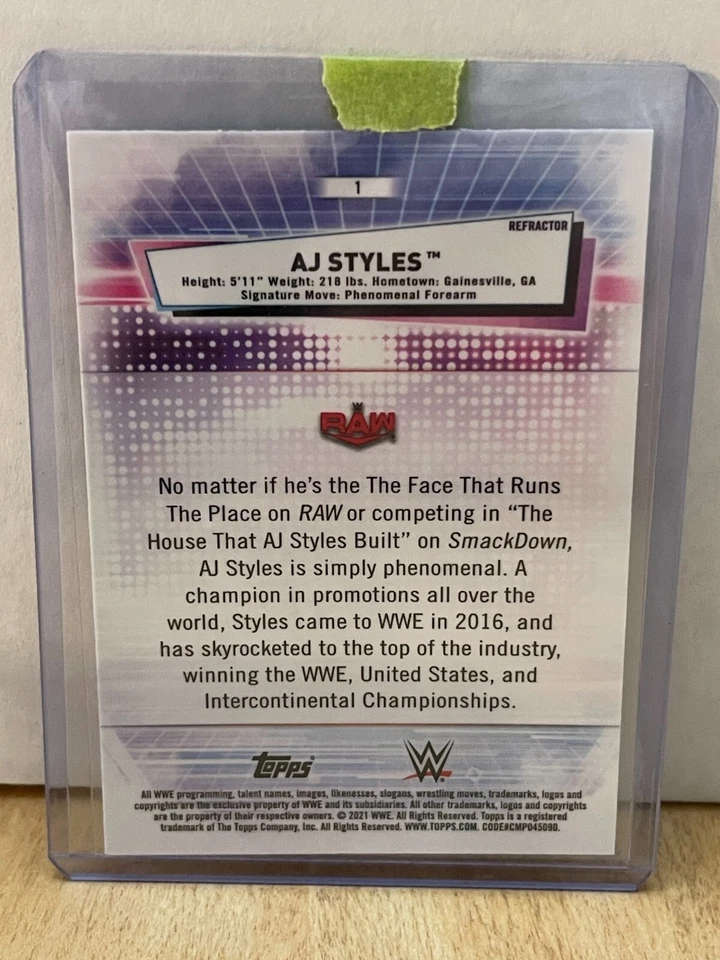 1
REFRACTOR
AJ STYLES™
Height: 5'11" Weight: 218 lbs. Hometown: Gainesville, GA
Signature Move: Phenomenal Forearm
W
RAW
No matter if he's the The Face That Runs
The Place on RAW or competing in “The
House That AJ Styles Built” on SmackDown,
AJ Styles is simply phenomenal. A
champion in promotions all over the
world, Styles came to WWE in 2016, and
has skyrocketed to the top of the industry,
winning the WWE, United States, and
Intercontinental Championships.
topps® W
All WWE programming, talent names, images, likenesses, slogans, wrestling moves, trademarks, logos and
copyrights are the exclusive property of WWE and its subsidiaries. All other trademarks, logos and copyrights
are the property of their respective owners. © 2021 WWE. All Rights Reserved. Topps is a registered
trademark of The Topps Company, Inc. All Rights Reserved. WWW.TOPPS.COM. CODE#CMP045090.